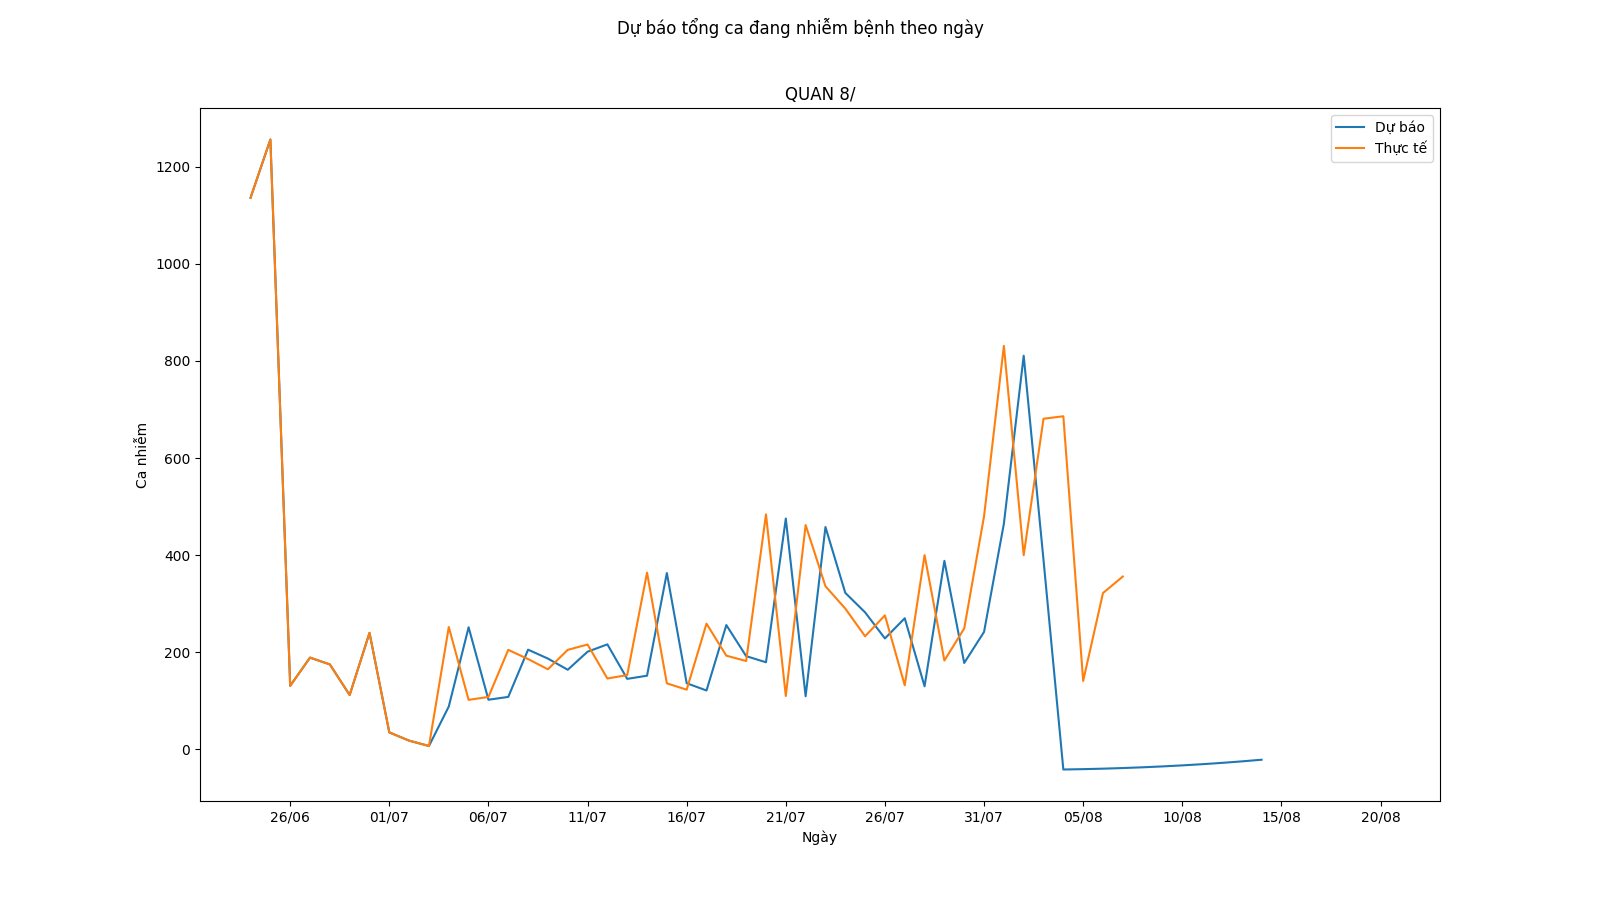 Dự báo tổng ca đang nhiễm bệnh theo ngày
QUAN 8/
Dự báo
Thực tế
1200
1000
800
600
400
200
0
Ca nhiễm
26/06 01/07 06/07 11/07 16/07 21/07 26/07 31/07 05/08 10/08 15/08 20/08
Ngày